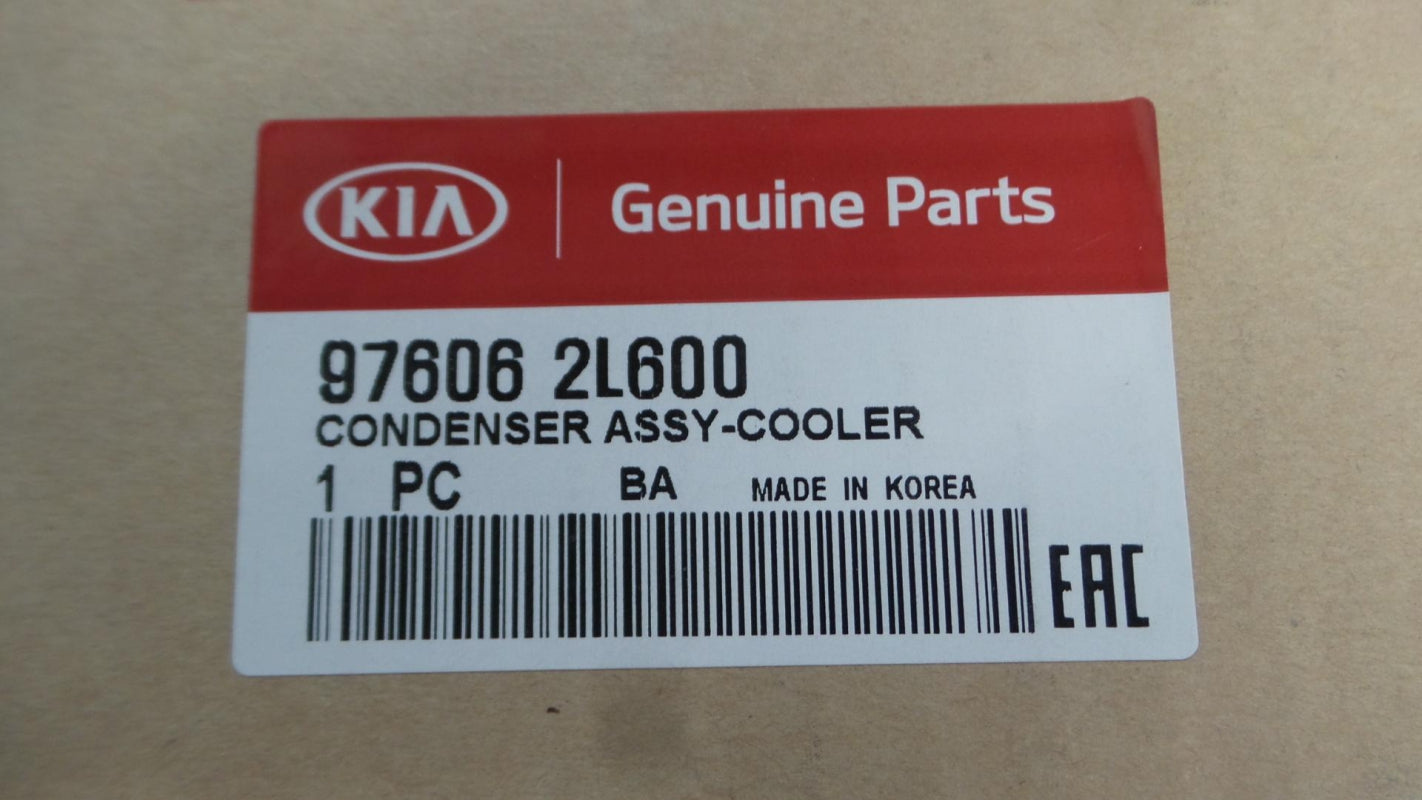 KIA Genuine Parts
97606 2L600
CONDENSER ASSY-COOLER
1 PC BA MADE IN KOREA
EAC